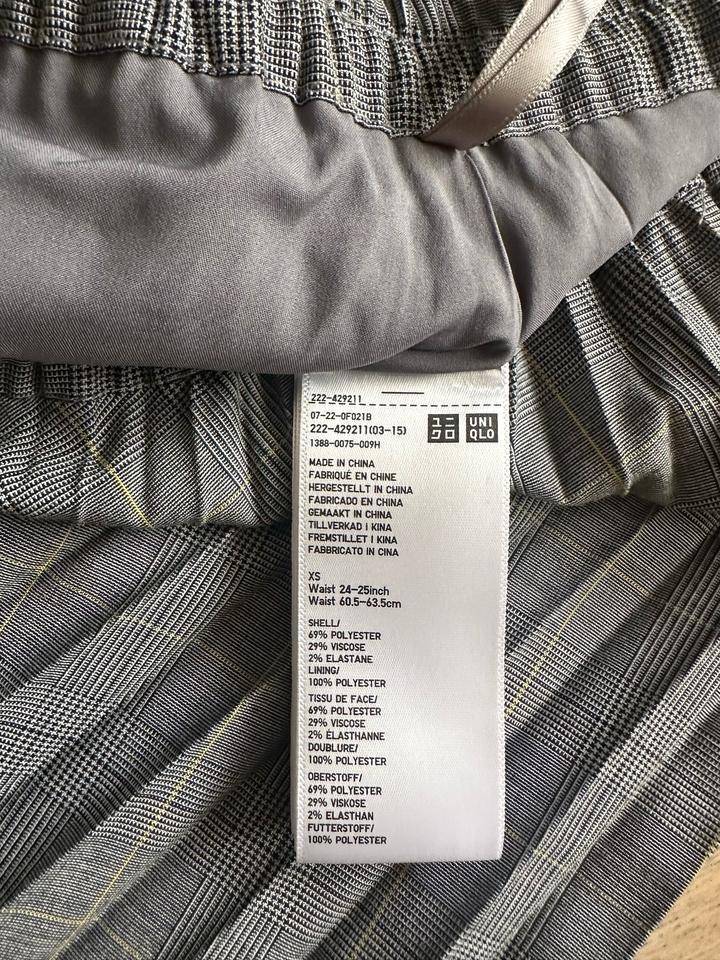 222-429211
07-22-0F021B
222-429211(03-15)
1388-0075-009H
ユニ
クロ
UNI
QLO
MADE IN CHINA
FABRIQUÉ EN CHINE
HERGESTELLT IN CHINA
FABRICADO EN CHINA
GEMAAKT IN CHINA
TILLVERKAD I KINA
FREMSTILLET I KINA
FABBRICATO IN CINA
XS
Waist 24-25inch
Waist 60.5-63.5cm
SHELL/
69% POLYESTER
29% VISCOSE
2% ELASTANE
LINING/
100% POLYESTER
TISSU DE FACE/
69% POLYESTER
29% VISCOSE
2% ÉLASTHANNE
DOUBLURE/
100% POLYESTER
OBERSTOFF/
69% POLYESTER
29% VISKOSE
2% ELASTHAN
FUTTERSTOFF/
100% POLYESTER